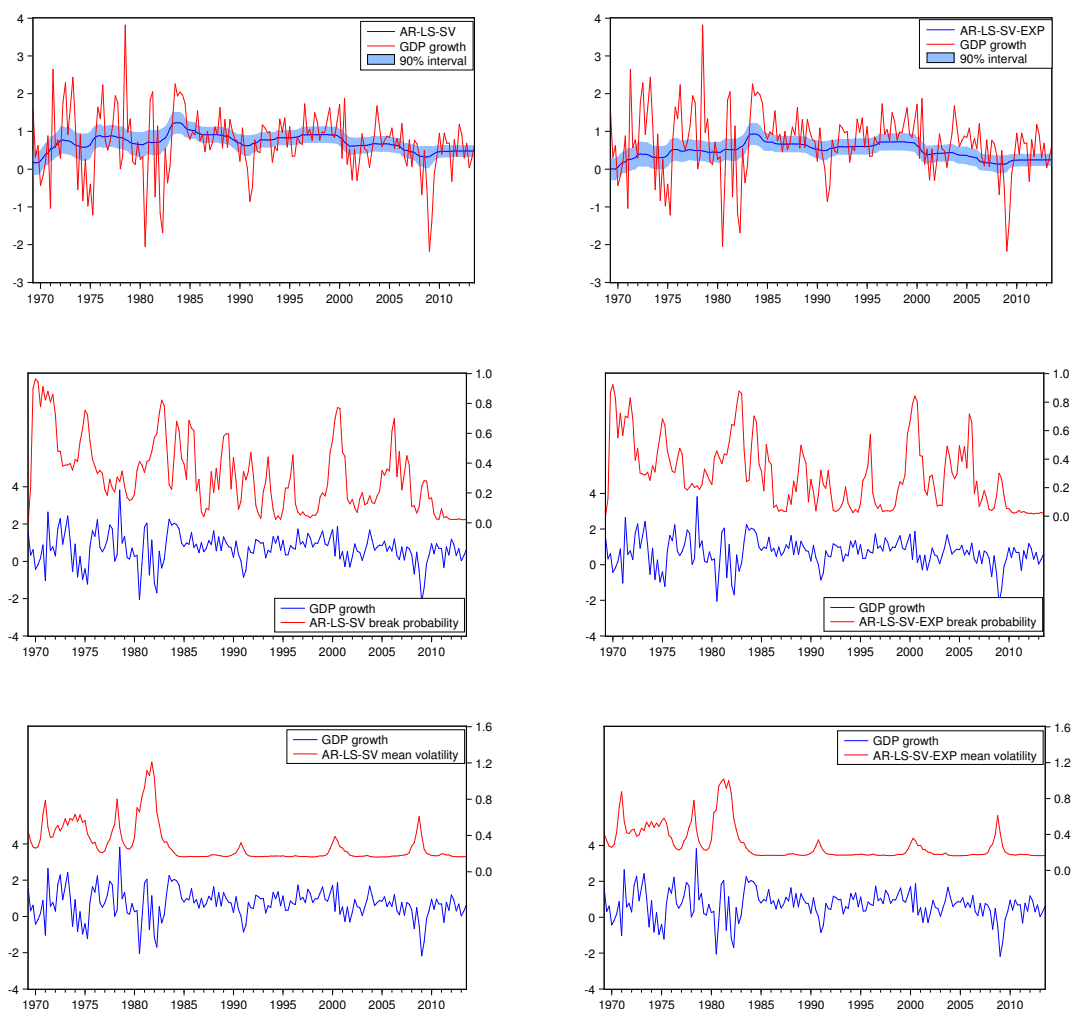 4
3
2
1
0
-1
-2
-3
AR-LS-SV
GDP growth
90% interval
1970 1975 1980 1985 1990 1995 2000 2005 2010
4
3
2
1
0
-1
-2
-3
AR-LS-SV-EXP
GDP growth
90% interval
1970 1975 1980 1985 1990 1995 2000 2005 2010
1.0
0.8
0.6
0.4
0.2
0.0
4
2
0
-2
-4
GDP growth
AR-LS-SV break probability
1970 1975 1980 1985 1990 1995 2000 2005 2010
1.0
0.8
0.6
0.4
0.2
0.0
4
2
0
-2
-4
GDP growth
AR-LS-SV-EXP break probability
1970 1975 1980 1985 1990 1995 2000 2005 2010
1.6
1.2
0.8
0.4
0.0
4
2
0
-2
-4
GDP growth
AR-LS-SV mean volatility
1970 1975 1980 1985 1990 1995 2000 2005 2010
1.6
1.2
0.8
0.4
0.0
4
2
0
-2
-4
GDP growth
AR-LS-SV-EXP mean volatility
1970 1975 1980 1985 1990 1995 2000 2005 2010